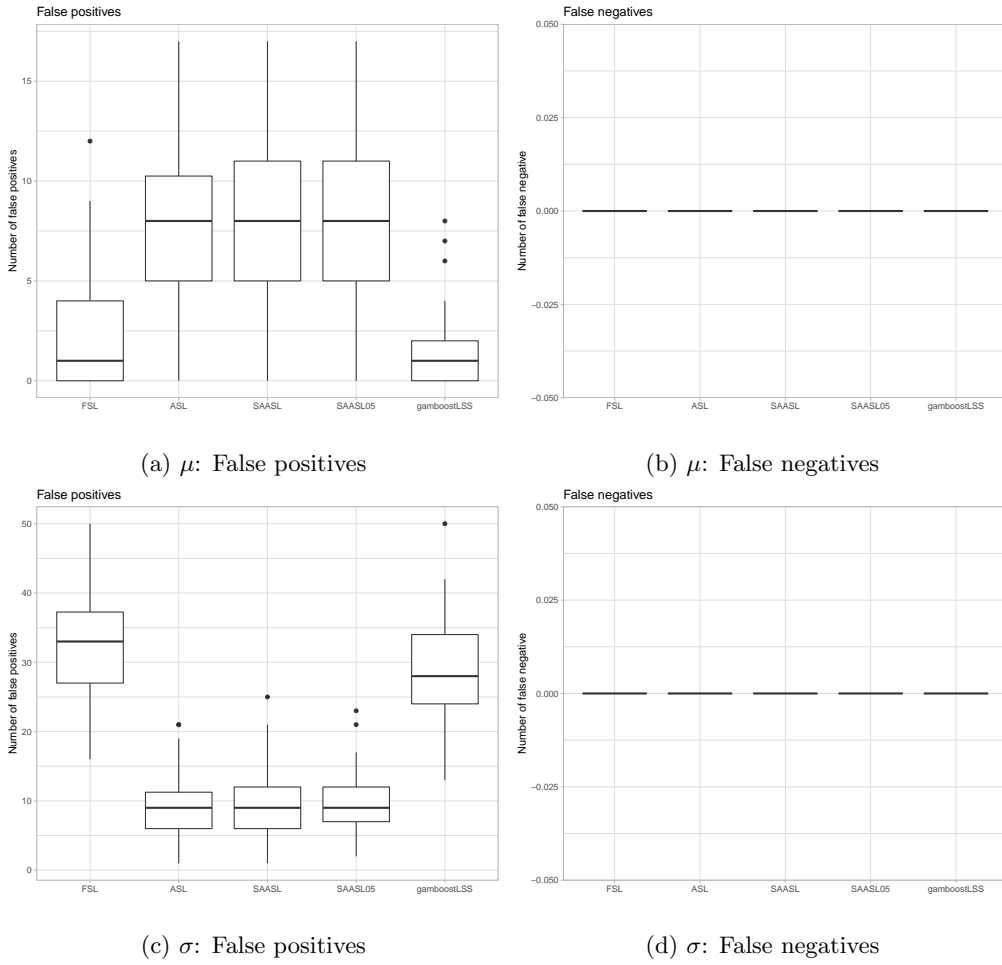 False positives
Number of false positives
15
10
5
0
FSL
ASL
SAASL
SAASL05
gamboostLSS
(a) μ: False positives
False negatives
Number of false negative
0.050
0.025
0.000
−0.025
−0.050
FSL
ASL
SAASL
SAASL05
gamboostLSS
(b) μ: False negatives
False positives
Number of false positives
50
40
30
20
10
0
FSL
ASL
SAASL
SAASL05
gamboostLSS
(c) σ: False positives
False negatives
Number of false negative
0.050
0.025
0.000
−0.025
−0.050
FSL
ASL
SAASL
SAASL05
gamboostLSS
(d) σ: False negatives